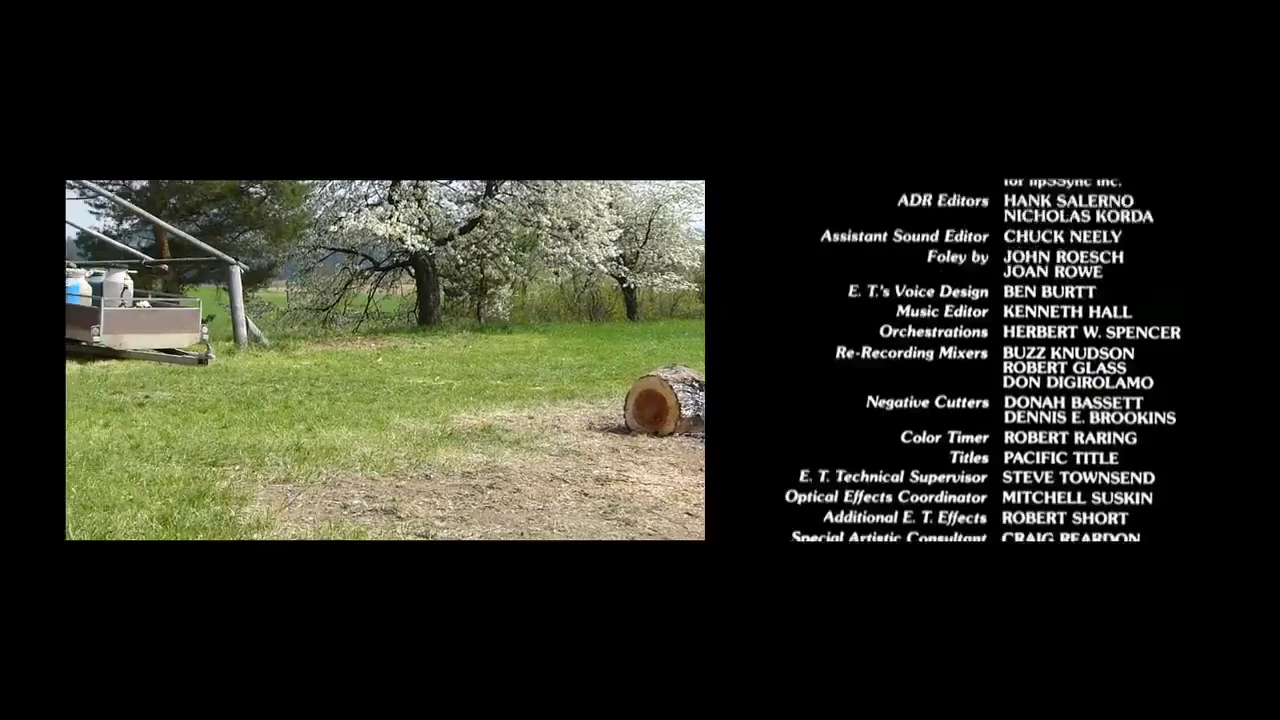 for lipsSync inc.
ADR Editors HANK SALERNO
NICHOLAS KORDA
Assistant Sound Editor CHUCK NEELY
Foley by JOHN ROESCH
JOAN ROWE
E. T.'s Voice Design BEN BURTT
Music Editor KENNETH HALL
Orchestrations HERBERT W. SPENCER
Re-Recording Mixers BUZZ KNUDSON
ROBERT GLASS
DON DIGIROLAMO
Negative Cutters DONAH BASSETT
DENNIS E. BROOKINS
Color Timer ROBERT RARING
Titles PACIFIC TITLE
E. T. Technical Supervisor STEVE TOWNSEND
Optical Effects Coordinator MITCHELL SUSKIN
Additional E. T. Effects ROBERT SHORT
Special Artistic Consultant CRAIG REARDON